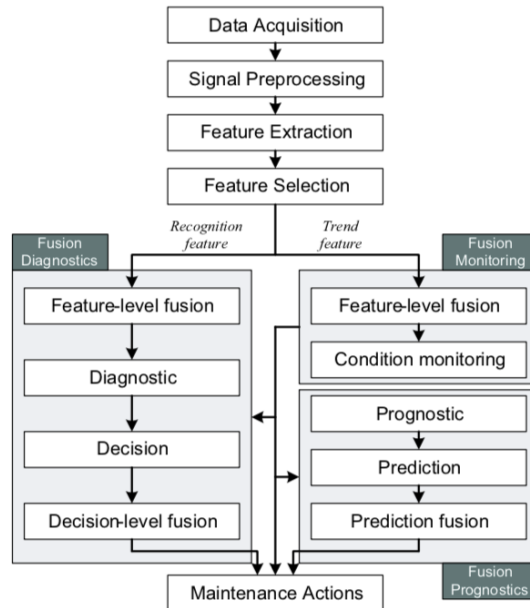 Data Acquisition
Signal Preprocessing
Feature Extraction
Feature Selection
Recognition
feature
Trend
feature
Fusion
Diagnostics
Fusion
Monitoring
Feature-level fusion
Diagnostic
Decision
Decision-level fusion
Feature-level fusion
Condition monitoring
Prognostic
Prediction
Prediction fusion
Fusion
Prognostics
Maintenance Actions